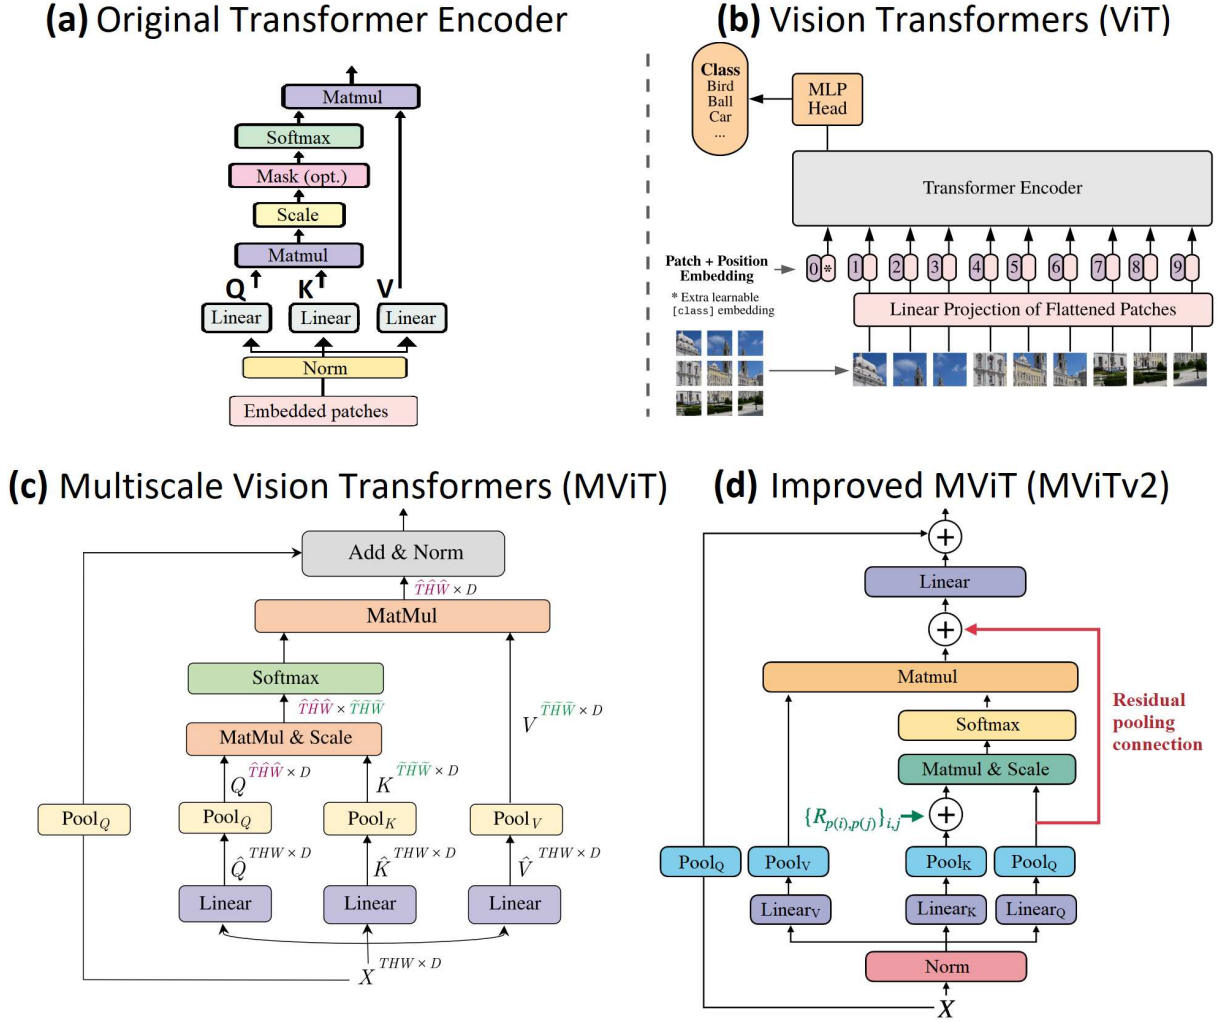 (a) Original Transformer Encoder
Matmul
Softmax
Mask (opt.)
Scale
Matmul
Q K V
Linear Linear Linear
Norm
Embedded patches
(b) Vision Transformers (ViT)
Class
Bird
Ball
Car
...
MLP
Head
Transformer Encoder
Patch + Position
Embedding
0 * 1 2 3 4 5 6 7 8 9
* Extra learnable
[class] embedding
Linear Projection of Flattened Patches
(c) Multiscale Vision Transformers (MViT)
Add & Norm
T̂ĤŴ × D
MatMul
Softmax
T̂ĤŴ × T̃H̃W̃
V T̃H̃W̃ × D
MatMul & Scale
Q T̂ĤŴ × D K T̃H̃W̃ × D
Pool_Q Pool_Q Pool_K Pool_V
Q̂ THW × D K̂ THW × D V̂ THW × D
Linear Linear Linear
X THW × D
(d) Improved MViT (MViTv2)
+
Linear
+
Matmul
Softmax
Residual
pooling
connection
Matmul & Scale
{R_p(i),p(j)}_i,j +
Pool_Q Pool_V Pool_K Pool_Q
Linear_V Linear_K Linear_Q
Norm
X